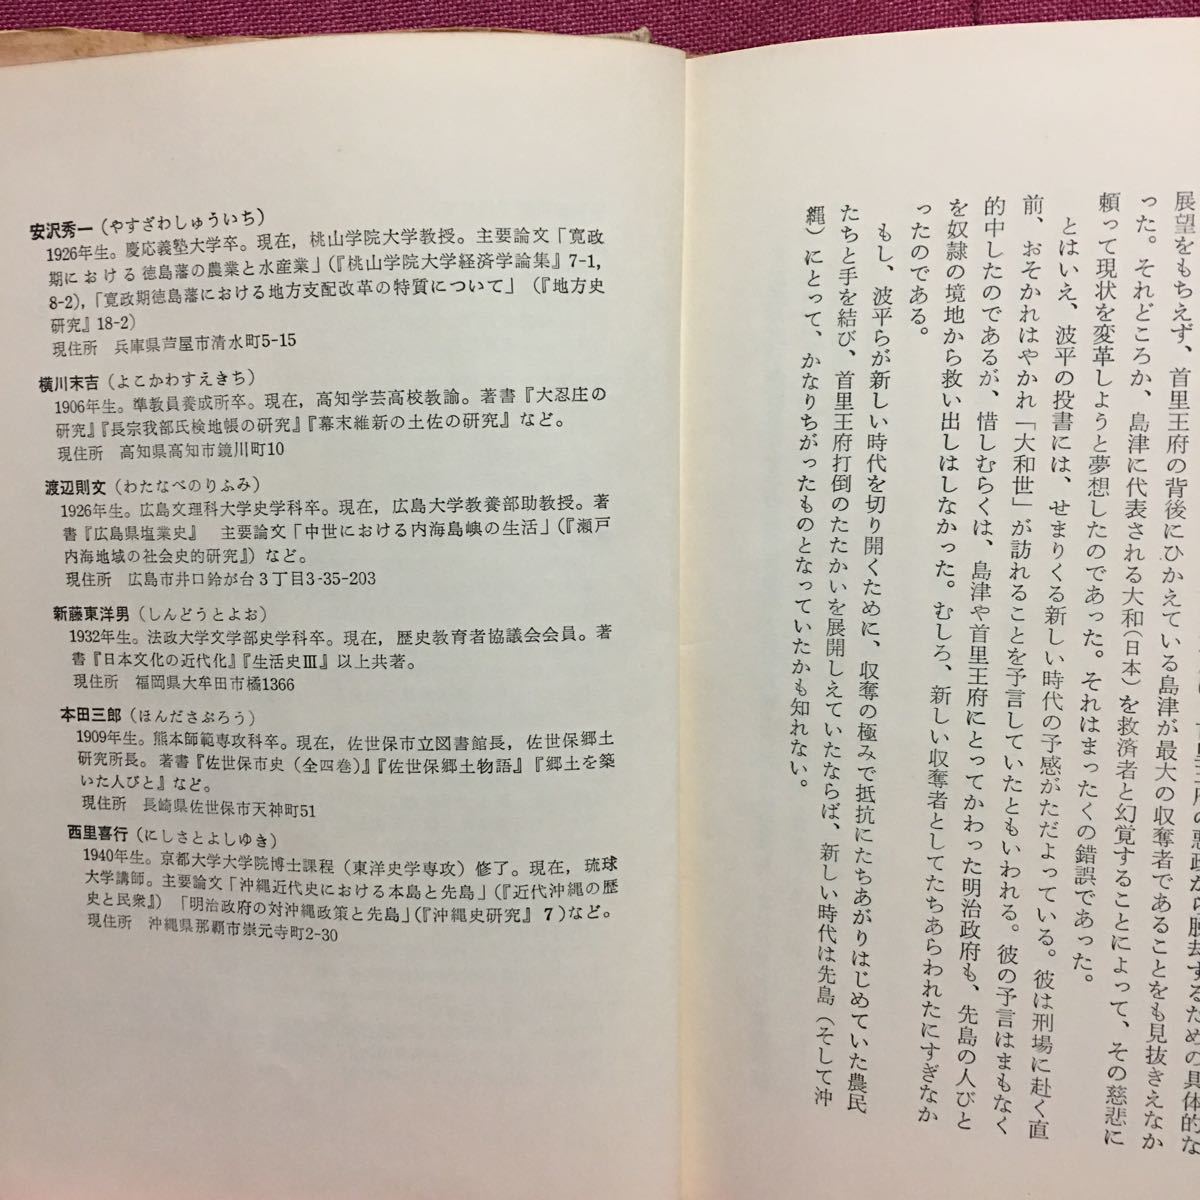 王府の悪政から脱却するための具体的な
展望をもちえず、首里王府の背後にひかえている島津が最大の収奪者であることをも見抜きえなか
った。それどころか、島津に代表される大和(日本)を救済者と幻覚することによって、その慈悲に
頼って現状を変革しようと夢想したのであった。それはまったくの錯誤であった。
とはいえ、波平の投書には、せまりくる新しい時代の予感がただよっている。彼は刑場に赴く直
前、おそかれはやかれ「大和世」が訪れることを予言していたともいわれる。彼の予言はまもなく
的中したのであるが、惜しむらくは、島津や首里王府にとってかわった明治政府も、先島の人びと
を奴隷の境地から救い出しはしなかった。むしろ、新しい収奪者としてたちあらわれたにすぎなか
ったのである。
もし、波平らが新しい時代を切り開くために、収奪の極みで抵抗にたちあがりはじめていた農民
たちと手を結び、首里王府打倒のたたかいを展開しえていたならば、新しい時代は先島(そして沖
縄)にとって、かなりちがったものとなっていたかも知れない。
安沢秀一(やすざわしゅういち)
1926年生。慶応義塾大学卒。現在,桃山学院大学教授。主要論文「寛政
期における徳島藩の農業と水産業」(『桃山学院大学経済学論集』7-1,
8-2),「寛政期徳島藩における地方支配改革の特質について」(『地方史
研究』18-2)
現住所 兵庫県芦屋市清水町5-15
横川末吉(よこかわすえきち)
1906年生。準教員養成所卒。現在,高知学芸高校教諭。著書『大忍庄の
研究』『長宗我部氏検地帳の研究』『幕末維新の土佐の研究』など。
現住所 高知県高知市鏡川町10
渡辺則文(わたなべのりふみ)
1926年生。広島文理科大学史学科卒。現在,広島大学教養部助教授。著
書『広島県塩業史』 主要論文「中世における内海島嶼の生活」(『瀬戸
内海地域の社会史的研究』)など。
現住所 広島市井口鈴が台3丁目3-35-203
新藤東洋男(しんどうとよお)
1932年生。法政大学文学部史学科卒。現在,歴史教育者協議会会員。著
書『日本文化の近代化』『生活史Ⅲ』以上共著。
現住所 福岡県大牟田市橘1366
本田三郎(ほんださぶろう)
1909年生。熊本師範専攻科卒。現在,佐世保市立図書館長,佐世保郷土
研究所長。著書『佐世保市史(全四巻)』『佐世保郷土物語』『郷土を築
いた人びと』など。
現住所 長崎県佐世保市天神町51
西里喜行(にしさとよしゆき)
1940年生。京都大学大学院博士課程(東洋史学専攻)修了。現在,琉球
大学講師。主要論文「沖縄近代史における本島と先島」(『近代沖縄の歴
史と民衆』)「明治政府の対沖縄政策と先島」(『沖縄史研究』7)など。
現住所 沖縄県那覇市崇元寺町2-30